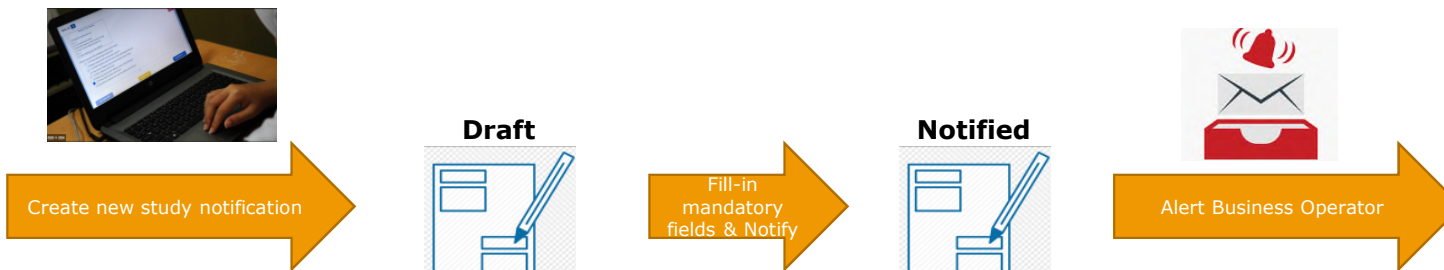 Draft
Notified
Create new study notification
Fill-in
mandatory
fields & Notify
Alert Business Operator